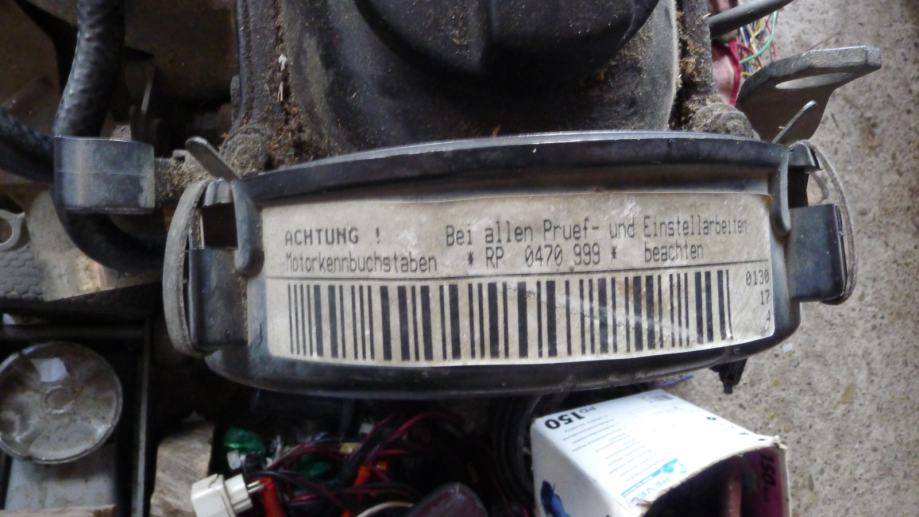 ACHTUNG ! Bei allen Pruef- und Einstellarbeiten
Motorkennbuchstaben * RP 0470 999 * beachten
0130
17
4
150